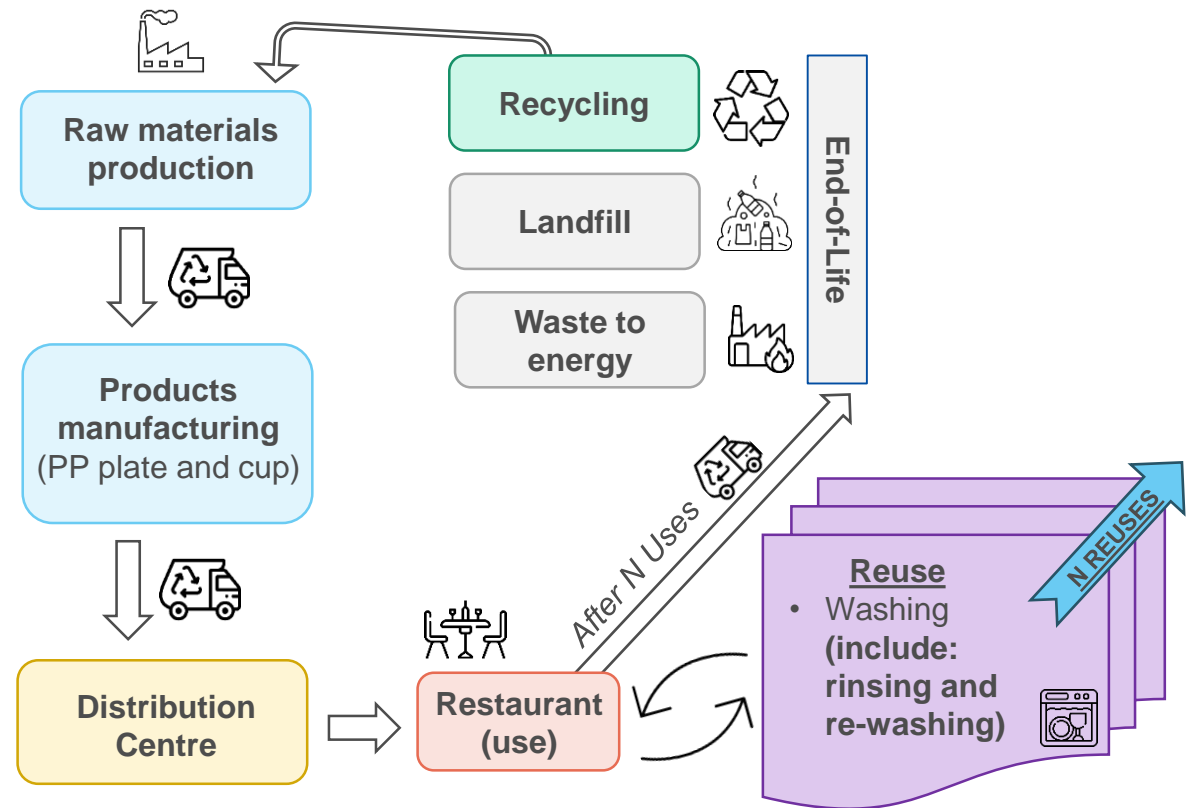 Raw materials
production
Products
manufacturing
(PP plate and cup)
Distribution
Centre
Restaurant
(use)
Reuse
• Washing
(include:
rinsing and
re-washing)
N REUSES
After N Uses
End-of-Life
Recycling
Landfill
Waste to
energy